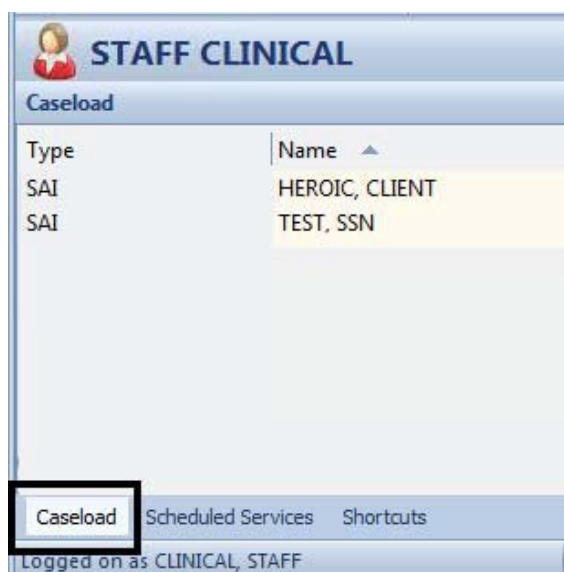 STAFF CLINICAL
Caseload
Type Name
SAI HEROIC, CLIENT
SAI TEST, SSN
Caseload Scheduled Services Shortcuts
Logged on as CLINICAL, STAFF